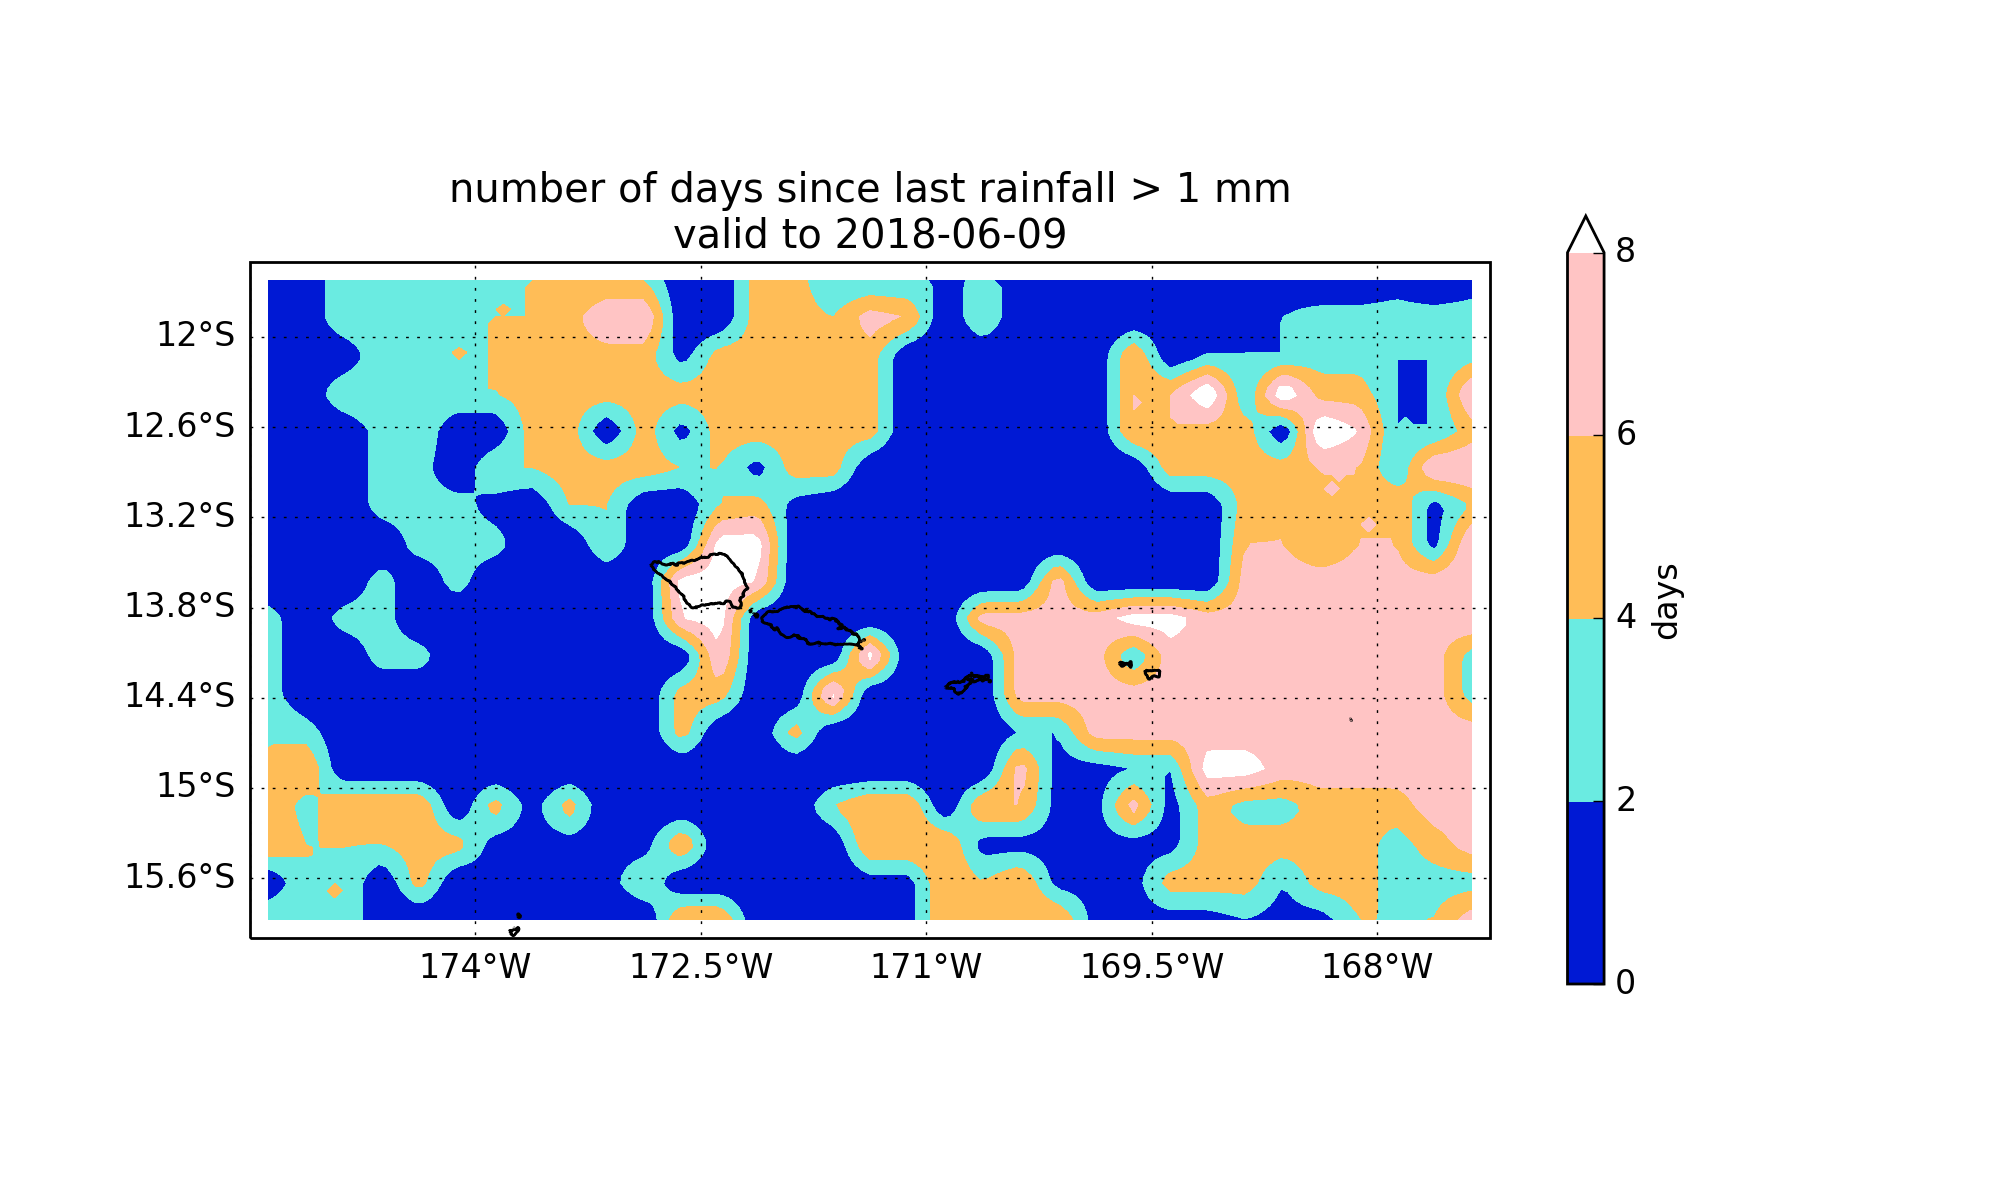 number of days since last rainfall > 1 mm
valid to 2018-06-09
12°S
12.6°S
13.2°S
13.8°S
14.4°S
15°S
15.6°S
174°W
172.5°W
171°W
169.5°W
168°W
8
6
4
2
0
days